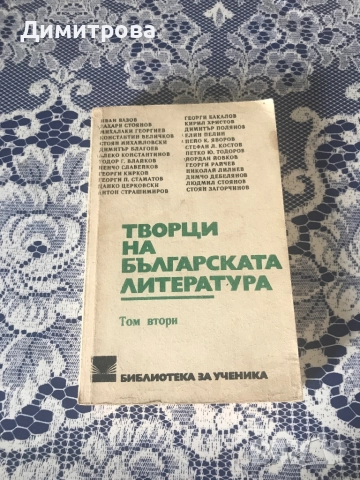 Димитрова
ИВАН ВАЗОВ
ЗАХАРИ СТОЯНОВ
МИХАЛАКИ ГЕОРГИЕВ
КОНСТАНТИН ВЕЛИЧКОВ
СТОЯН МИХАЙЛОВСКИ
ДИМИТЪР БЛАГОЕВ
АЛЕКО КОНСТАНТИНОВ
ТОДОР Г. ВЛАЙКОВ
ПЕНЧО СЛАВЕЙКОВ
ГЕОРГИ КИРКОВ
ГЕОРГИ П. СТАМАТОВ
ЦАНКО ЦЕРКОВСКИ
АНТОН СТРАШИМИРОВ
ГЕОРГИ БАКАЛОВ
КИРИЛ ХРИСТОВ
ДИМИТЪР ПОЛЯНОВ
ЕЛИН ПЕЛИН
ПЕЙО К. ЯВОРОВ
СТЕФАН Л. КОСТОВ
ПЕТКО Ю. ТОДОРОВ
ЙОРДАН ЙОВКОВ
ГЕОРГИ РАЙЧЕВ
НИКОЛАЙ ЛИЛИЕВ
ДИМЧО ДЕБЕЛЯНОВ
ЛЮДМИЛ СТОЯНОВ
СТОЯН ЗАГОРЧИНОВ
ТВОРЦИ
НА
БЪЛГАРСКАТА
ЛИТЕРАТУРА
Том втори
БИБЛИОТЕКА ЗА УЧЕНИКА